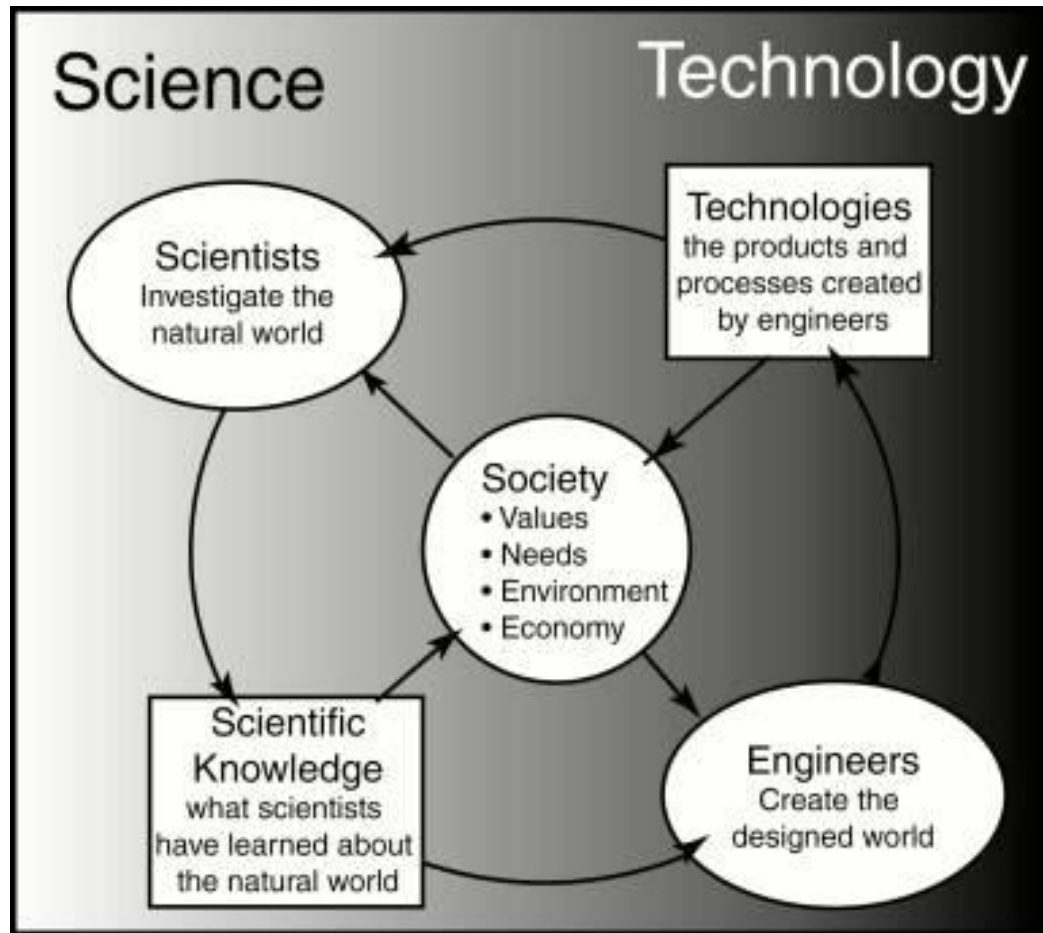 Science
Technology
Scientists
Investigate the
natural world
Technologies
the products and
processes created
by engineers
Society
• Values
• Needs
• Environment
• Economy
Scientific
Knowledge
what scientists
have learned about
the natural world
Engineers
Create the
designed world